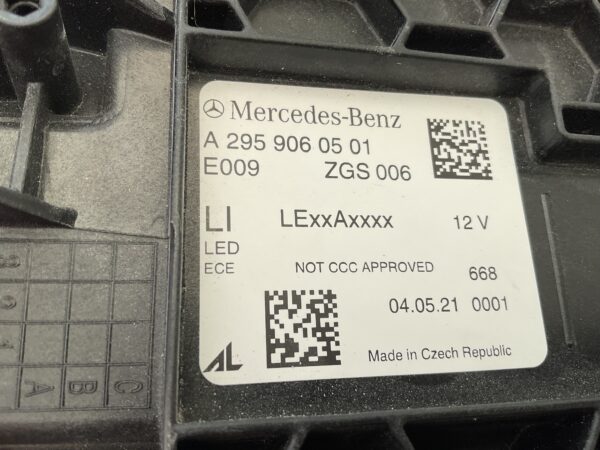 Mercedes-Benz
A 295 906 05 01
E009 ZGS 006
LI LExxAxxxx 12 V
LED
ECE NOT CCC APPROVED 668
04.05.21 0001
AL Made in Czech Republic
C B A